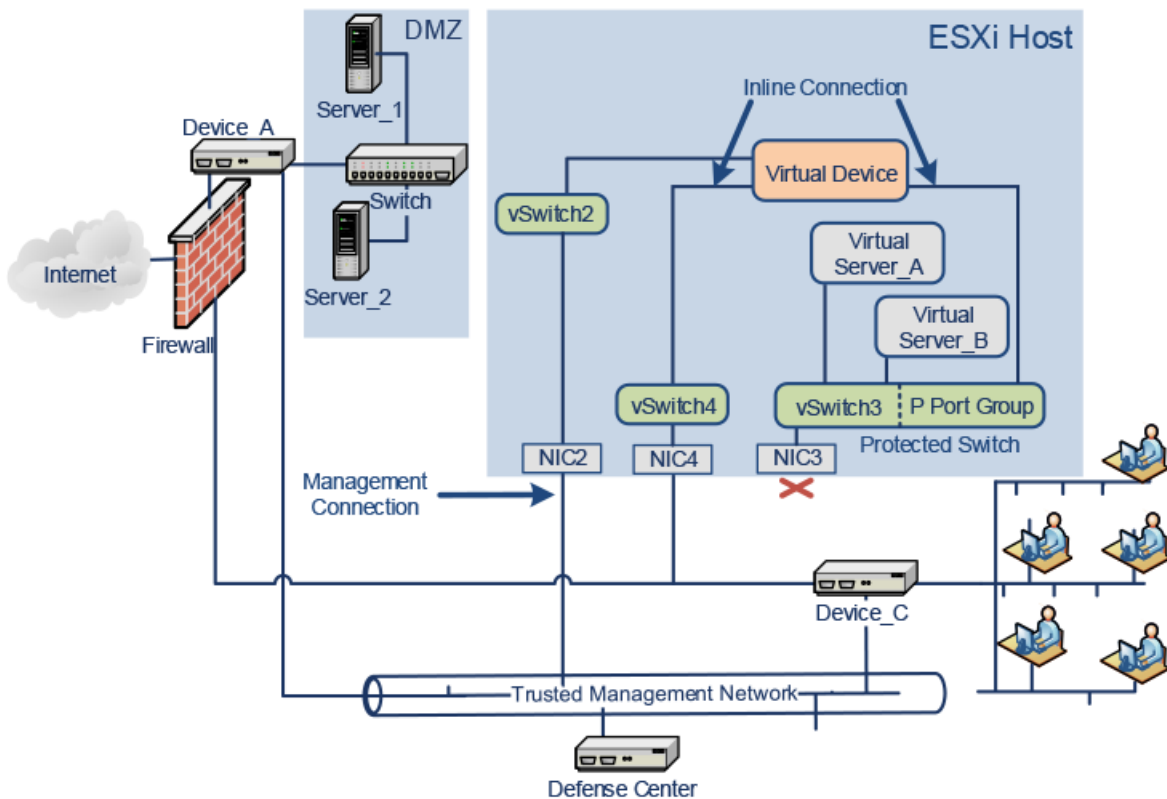 DMZ
ESXi Host
Server_1
Inline Connection
Device_A
Virtual Device
Switch
vSwitch2
Virtual
Server_A
Internet
Server_2
Virtual
Server_B
Firewall
vSwitch4
vSwitch3
P Port Group
Protected Switch
NIC2
NIC4
NIC3
Management
Connection
Device_C
Trusted Management Network
Defense Center